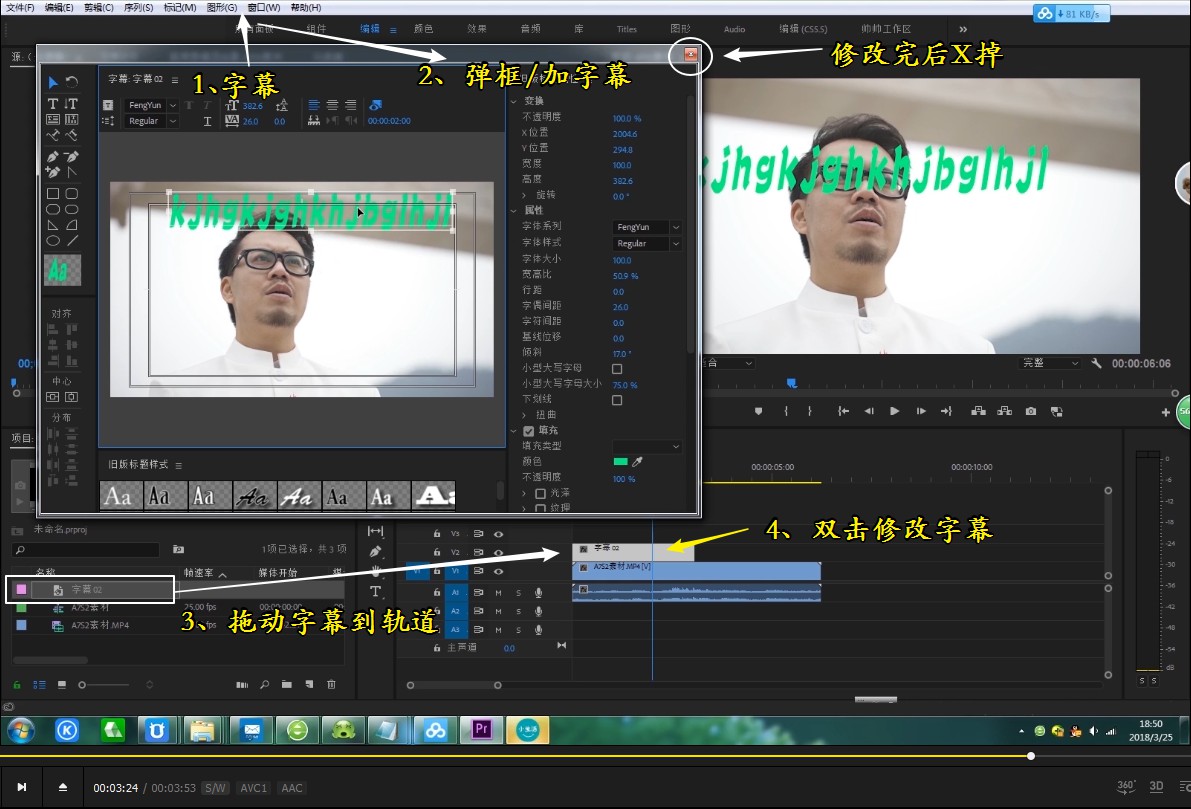 文件(F) 编辑(E) 剪辑(C) 序列(S) 标记(M) 图形(G) 窗口(W) 帮助(H)
81 KB/s
组件 编辑 颜色 效果 音频 库 Titles 图形 Audio 编辑 (CS5.5) 帅帅工作区
1、字幕
2、弹框/加字幕
修改完后X掉
字幕: 字幕 02
FengYun 382.6
Regular 26.0 0.0 00:00:02:00
kjhgkjghkhjbglhjl
变换
不透明度 100.0 %
X 位置 2004.6
Y 位置 294.8
宽度 100.0
高度 382.6
旋转 0.0 °
属性
字体系列 FengYun
字体样式 Regular
字体大小 100.0
宽高比 50.9 %
行距 0.0
字偶间距 26.0
字符间距 0.0
基线位移 0.0
倾斜 17.0 °
小型大写字母
小型大写字母大小 75.0 %
下划线
扭曲
填充
填充类型
颜色
不透明度 100 %
光泽
纹理
Aa
对齐
中心
分布
旧版标题样式
Aa Aa Aa Aa Aa Aa Aa Aa
kjhgkjghkhjbglhjl
完整 00:00:06:06
00:00:05:00 00:00:10:00
未命名.prproj
1项已选择，共 3 项
名称 帧速率 媒体开始
字幕 02
A7S2素材 25.00 fps 00:00:00:00
A7S2素材.MP4
3、拖动字幕到轨道
4、双击修改字幕
V3
V2
V1 V1
A1 M S
A2 M S
A3 M S
主声道 0.0
字幕 02
A7S2素材.MP4 [V]
0
-6
-12
-18
-24
-30
-36
-42
-48
-54
dB
S S
Pr
18:50
2018/3/25
00:03:24 / 00:03:53 S/W AVC1 AAC
360° 3D